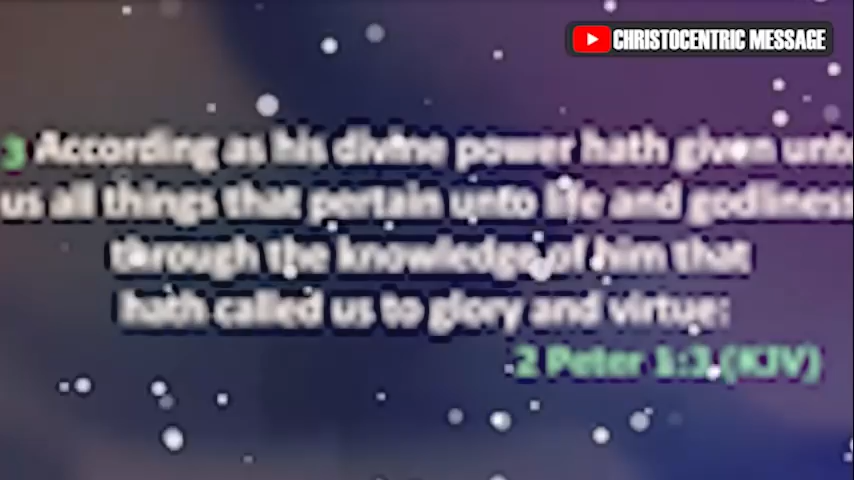 CHRISTOCENTRIC MESSAGE
3 According as his divine power hath given unto
us all things that pertain unto life and godliness
through the knowledge of him that
hath called us to glory and virtue:
2 Peter 1:3 (KJV)